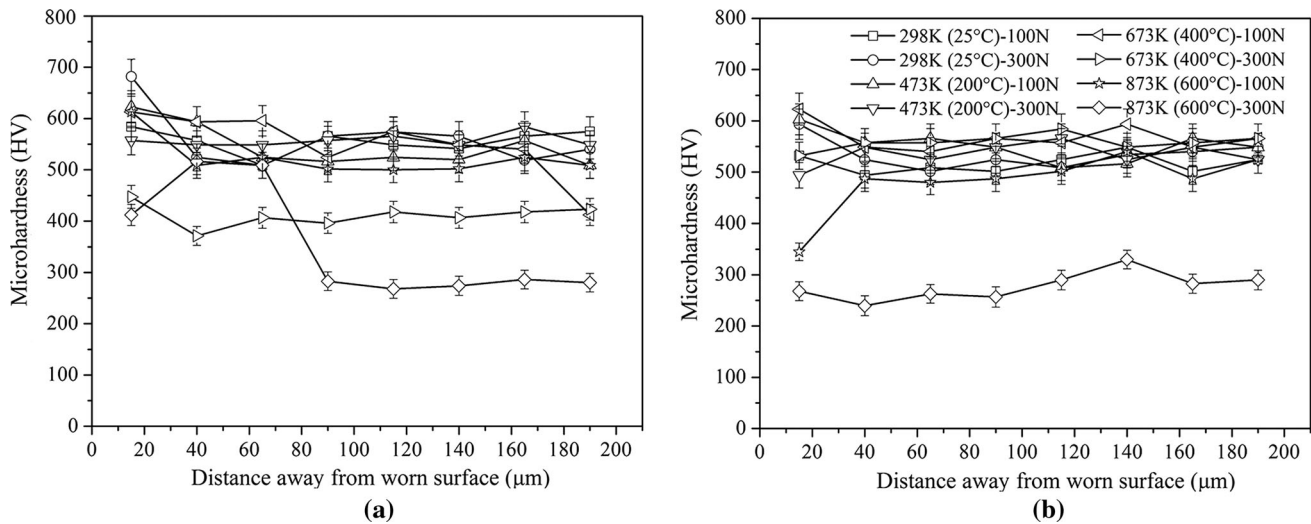 800
700
600
500
400
300
200
100
0
Microhardness (HV)
0 20 40 60 80 100 120 140 160 180 200
Distance away from worn surface (μm)
(a)
800
700
600
500
400
300
200
100
0
Microhardness (HV)
298K (25°C)-100N
298K (25°C)-300N
473K (200°C)-100N
473K (200°C)-300N
673K (400°C)-100N
673K (400°C)-300N
873K (600°C)-100N
873K (600°C)-300N
0 20 40 60 80 100 120 140 160 180 200
Distance away from worn surface (μm)
(b)